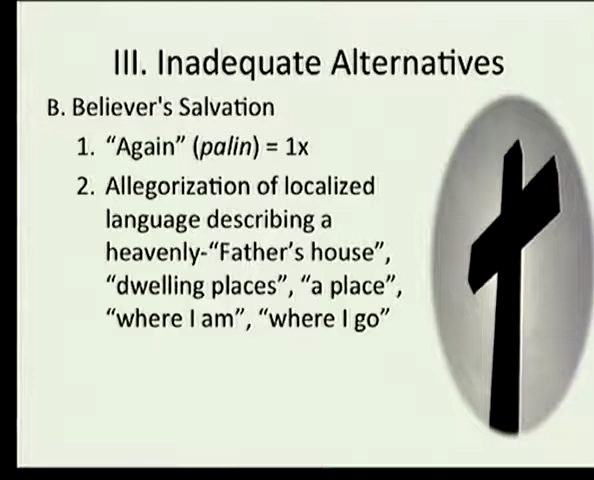 III. Inadequate Alternatives
B. Believer's Salvation
1. “Again” (palin) = 1x
2. Allegorization of localized
language describing a
heavenly-“Father’s house”,
“dwelling places”, “a place”,
“where I am”, “where I go”